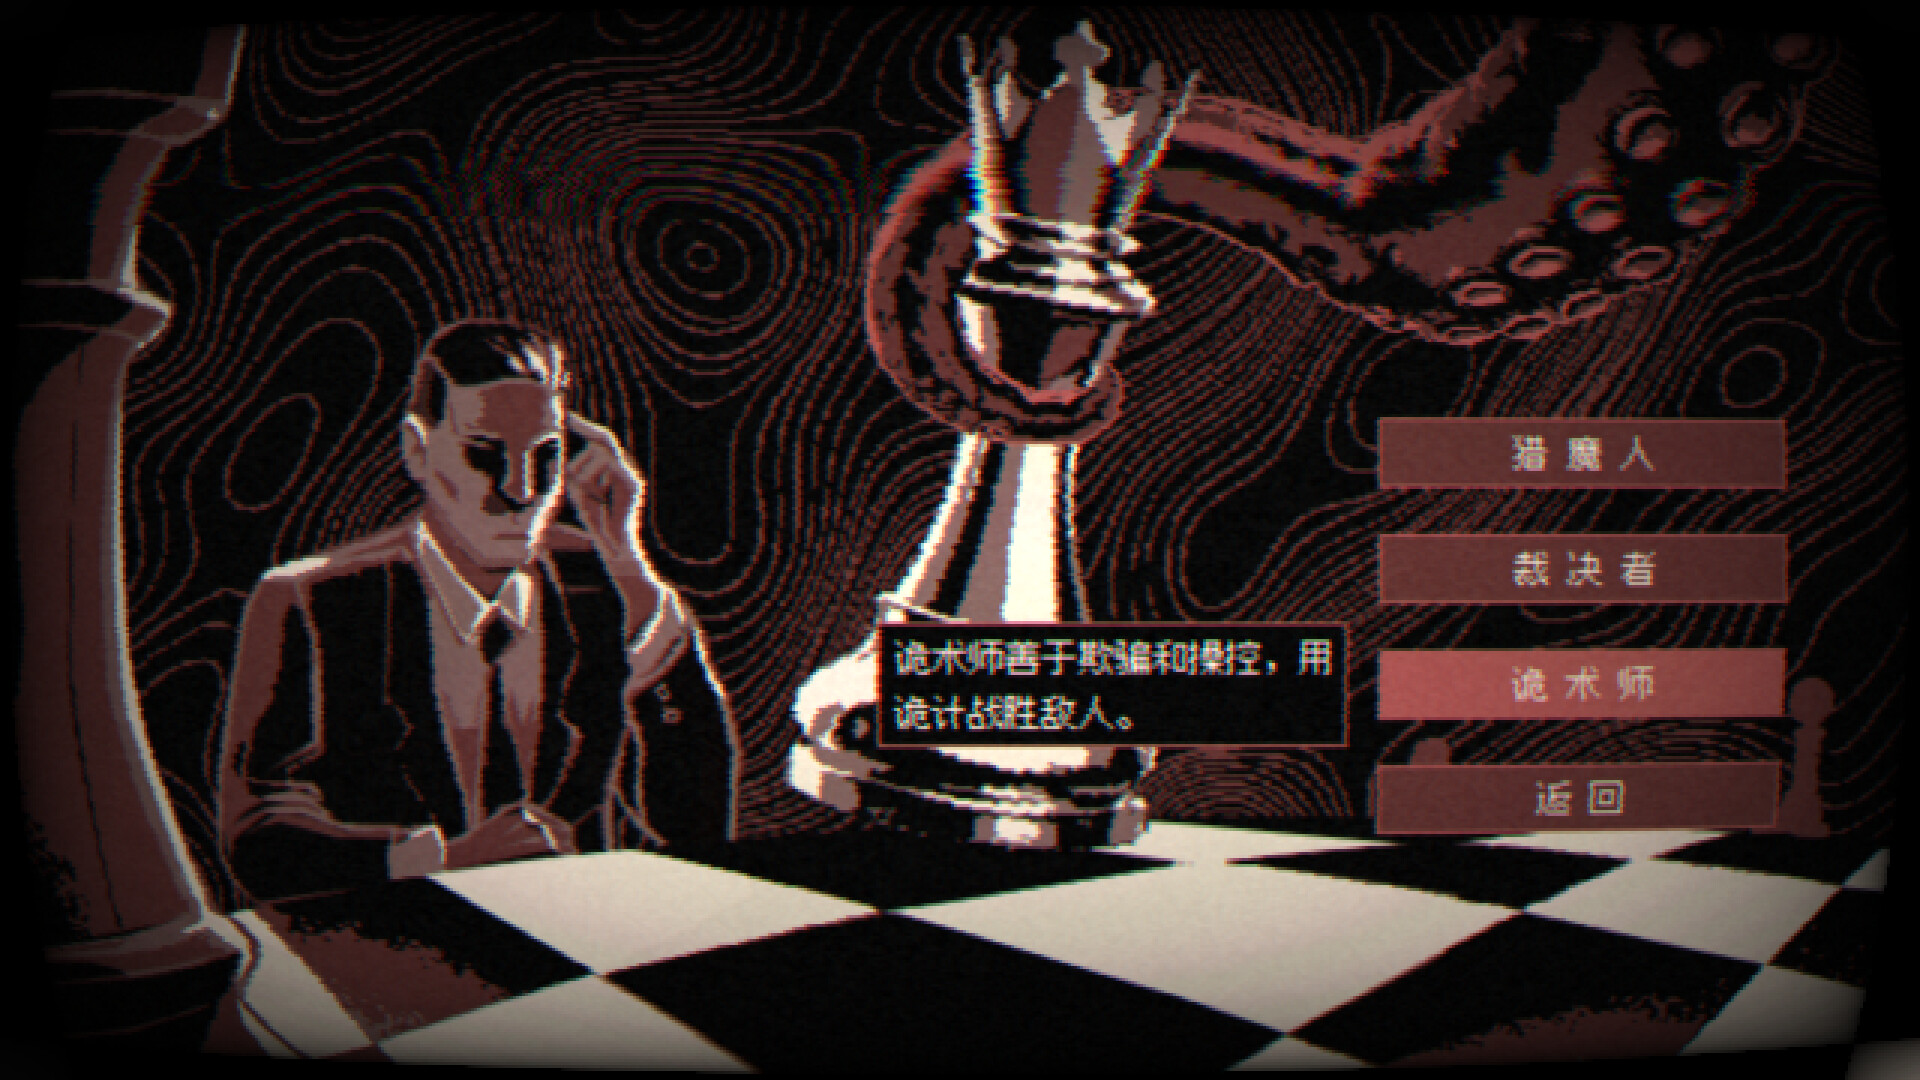 猎魔人
裁决者
诡术师善于欺骗和操控，用
诡计战胜敌人。
诡术师
返回